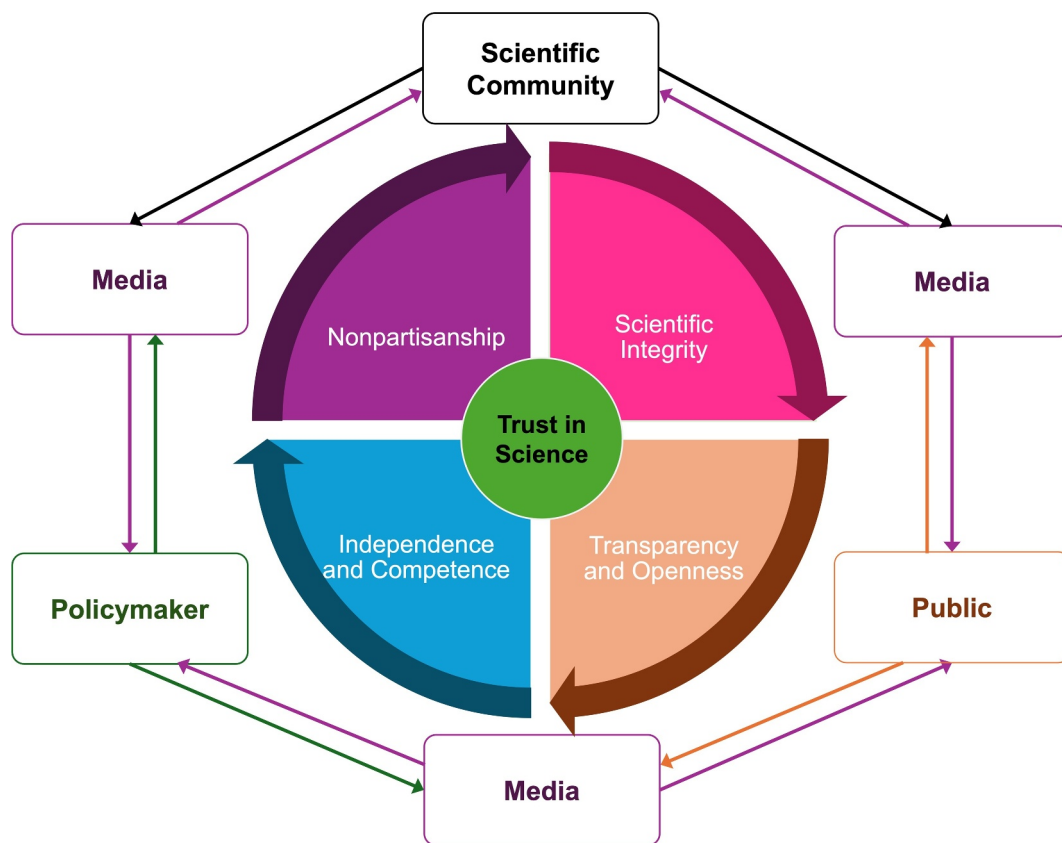 Scientific
Community
Media
Media
Nonpartisanship
Scientific
Integrity
Trust in
Science
Independence
and Competence
Transparency
and Openness
Policymaker
Public
Media